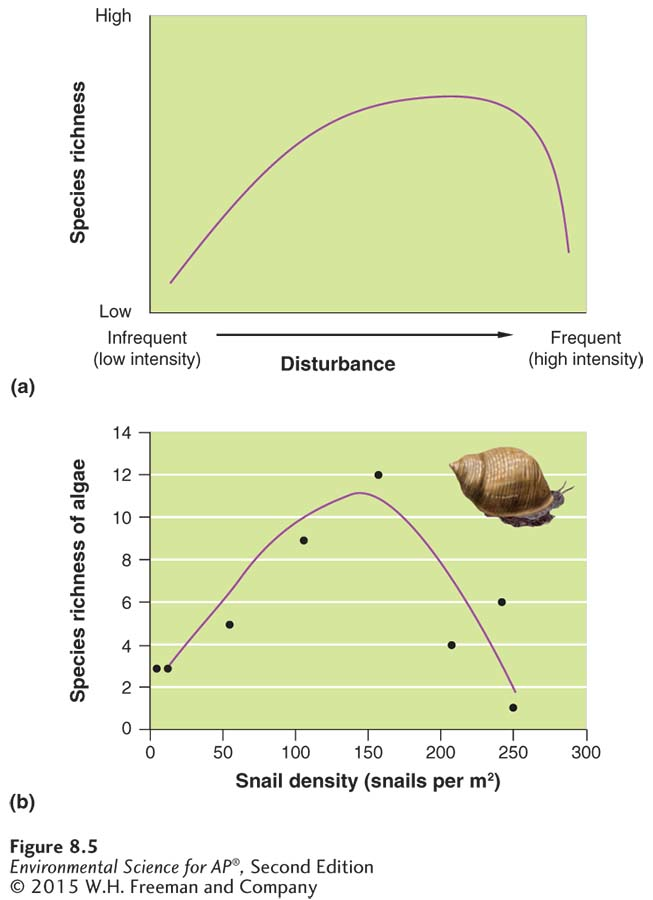 High
Species richness
Low
Infrequent
(low intensity)
Disturbance
Frequent
(high intensity)
(a)
14
12
10
8
6
4
2
0
Species richness of algae
0 50 100 150 200 250 300
Snail density (snails per m²)
(b)
Figure 8.5
Environmental Science for AP®, Second Edition
© 2015 W.H. Freeman and Company